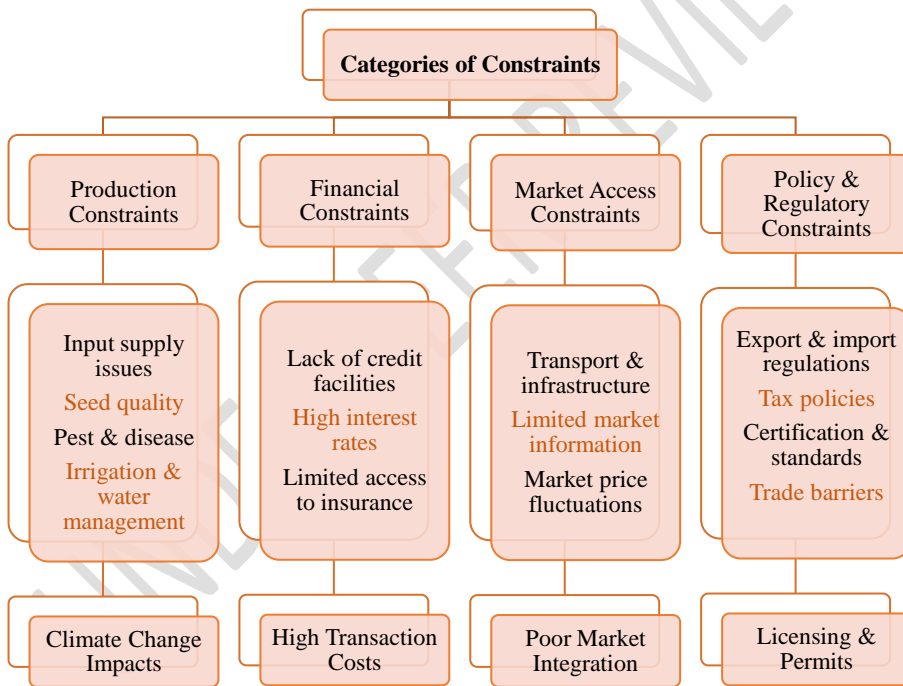 Categories of Constraints
Production
Constraints
Financial
Constraints
Market Access
Constraints
Policy &
Regulatory
Constraints
Input supply
issues
Seed quality
Pest & disease
Irrigation &
water
management
Lack of credit
facilities
High interest
rates
Limited access
to insurance
Transport &
infrastructure
Limited market
information
Market price
fluctuations
Export & import
regulations
Tax policies
Certification &
standards
Trade barriers
Climate Change
Impacts
High Transaction
Costs
Poor Market
Integration
Licensing &
Permits